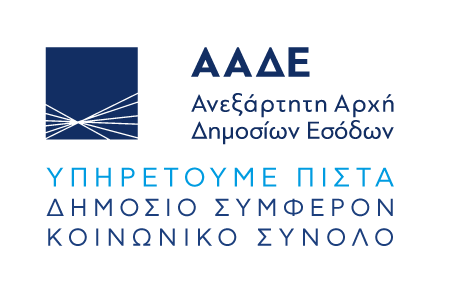 ΑΑΔΕ
Ανεξάρτητη Αρχή
Δημοσίων Εσόδων
ΥΠΗΡΕΤΟΥΜΕ ΠΙΣΤΑ
ΔΗΜΟΣΙΟ ΣΥΜΦΕΡΟΝ
ΚΟΙΝΩΝΙΚΟ ΣΥΝΟΛΟ